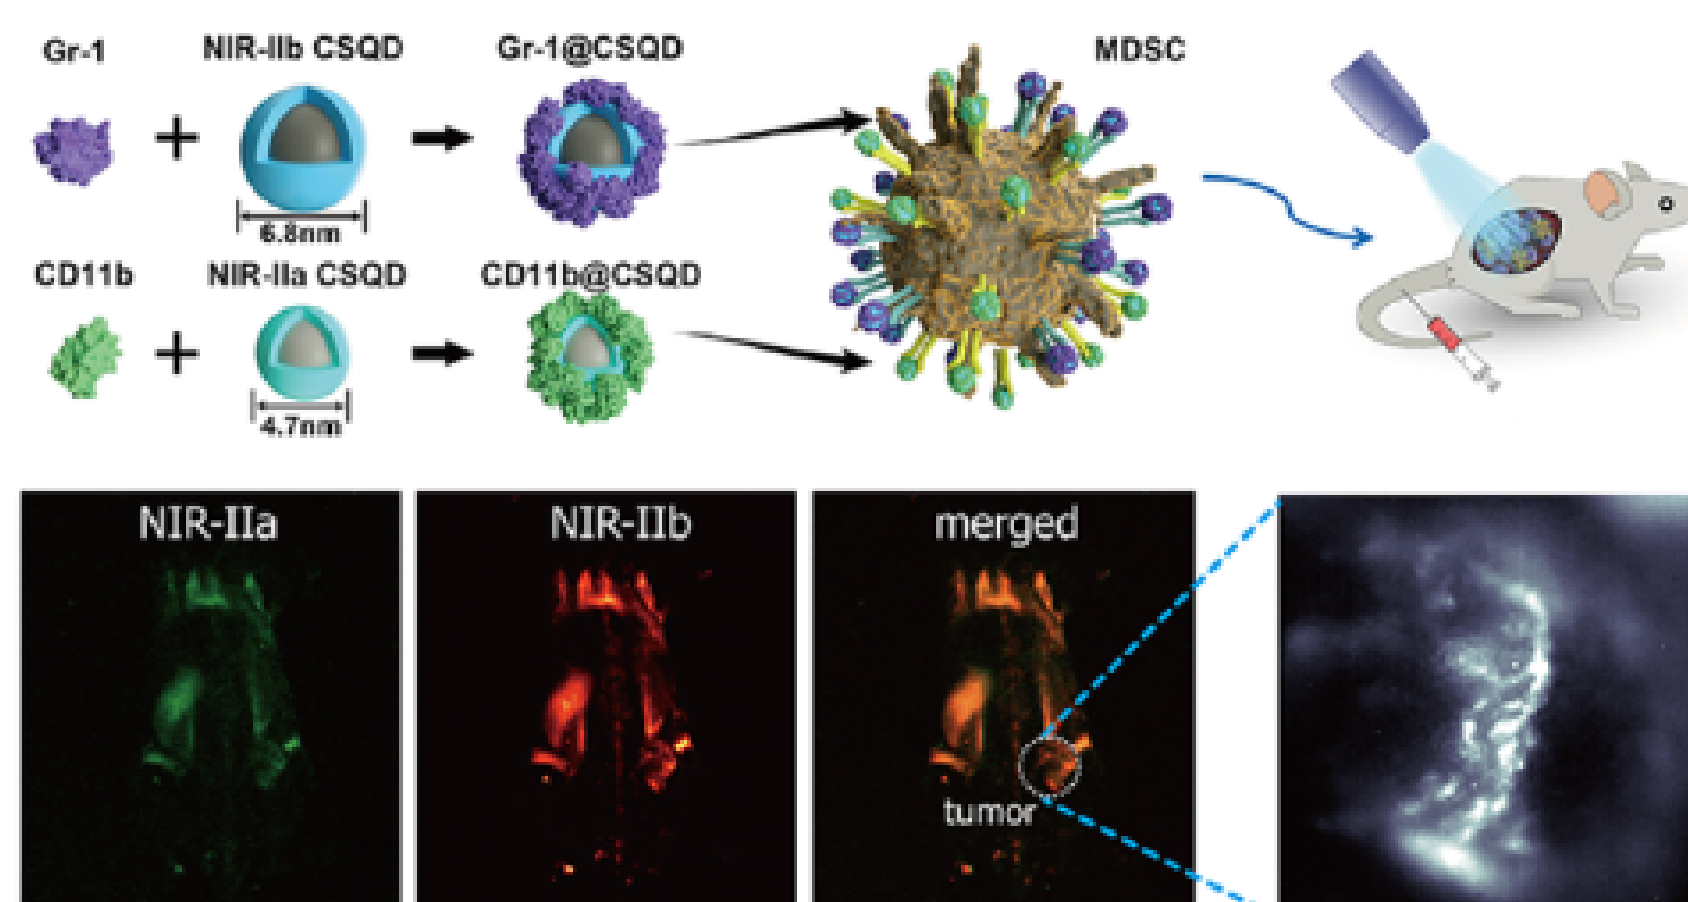 Gr-1
NIR-IIb CSQD
Gr-1@CSQD
MDSC
6.8nm
CD11b
NIR-IIa CSQD
CD11b@CSQD
4.7nm
NIR-IIa
NIR-IIb
merged
tumor